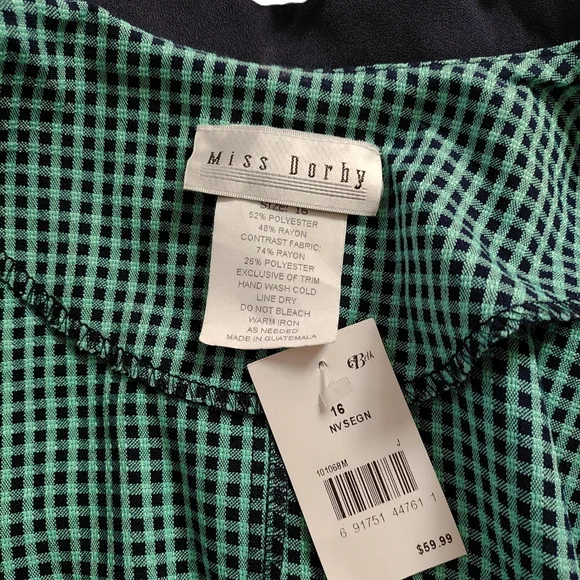 Miss Dorby
SIZE: 16
52% POLYESTER
48% RAYON
CONTRAST FABRIC:
74% RAYON
26% POLYESTER
EXCLUSIVE OF TRIM
HAND WASH COLD
LINE DRY
DO NOT BLEACH
WARM IRON
AS NEEDED
MADE IN GUATEMALA
16
NVSEGN
10106BM
J
6 91751 44761 1
$59.99